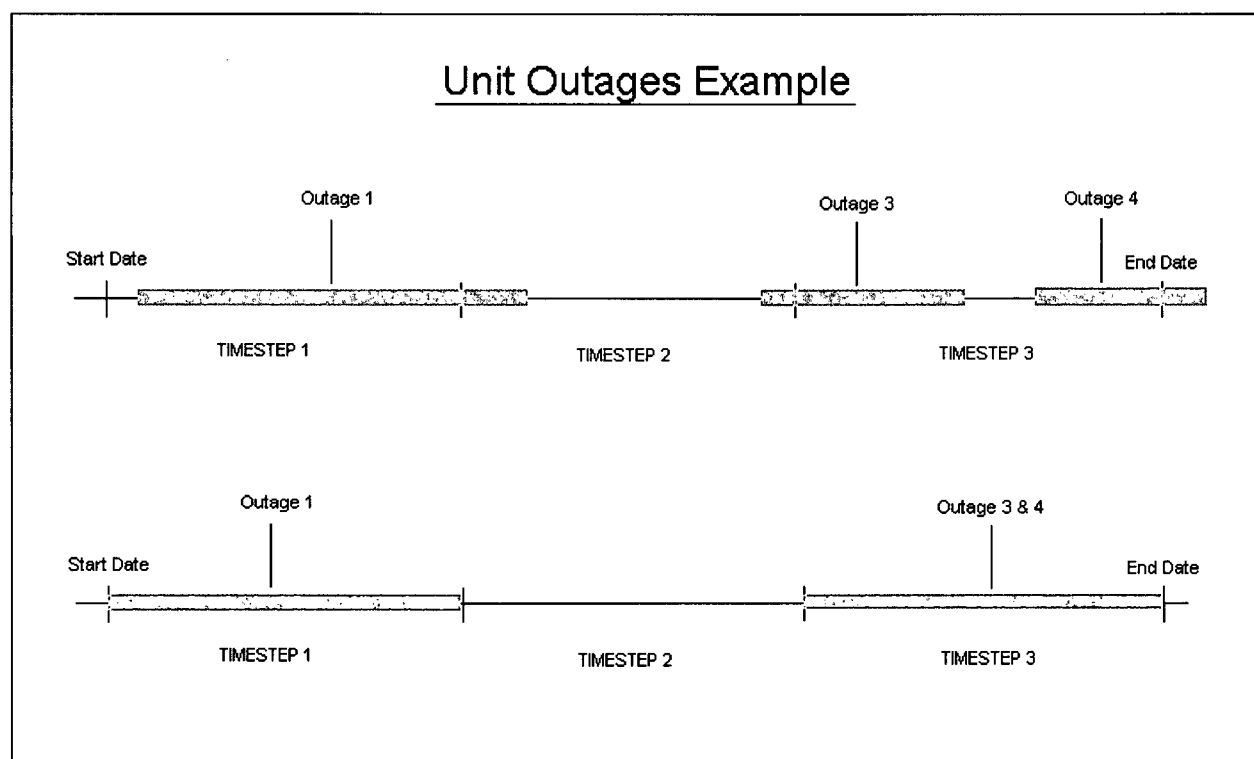 Unit Outages Example
Outage 1
Outage 3
Outage 4
Start Date
End Date
TIMESTEP 1
TIMESTEP 2
TIMESTEP 3
Outage 1
Outage 3 & 4
Start Date
End Date
TIMESTEP 1
TIMESTEP 2
TIMESTEP 3